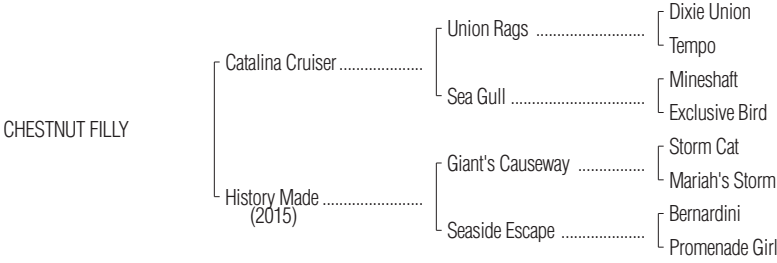 Dixie Union
Union Rags ........................
Tempo
Catalina Cruiser ....................
Mineshaft
Sea Gull .............................
Exclusive Bird
CHESTNUT FILLY
Storm Cat
Giant's Causeway ...............
Mariah's Storm
History Made ........................
(2015)
Bernardini
Seaside Escape ...................
Promenade Girl